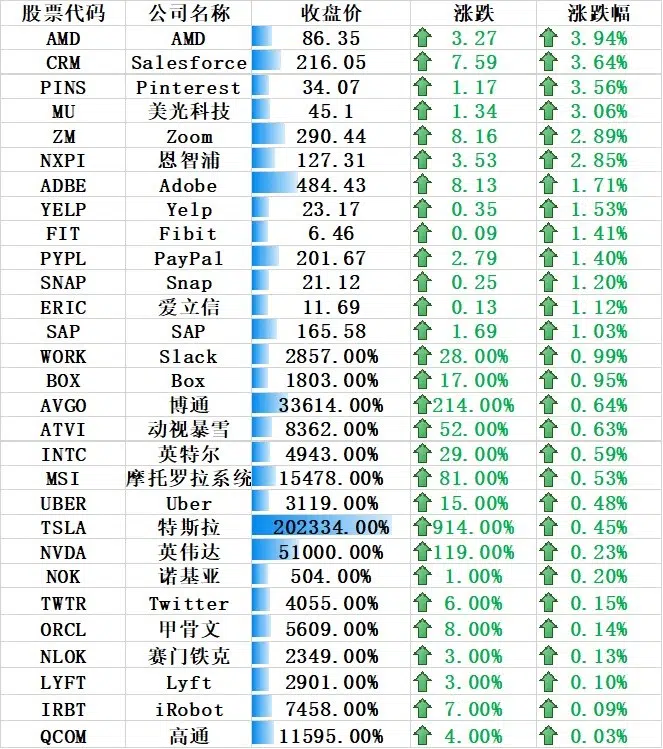 股票代码 公司名称 收盘价 涨跌 涨跌幅
AMD AMD 86.35 3.27 3.94%
CRM Salesforce 216.05 7.59 3.64%
PINS Pinterest 34.07 1.17 3.56%
MU 美光科技 45.1 1.34 3.06%
ZM Zoom 290.44 8.16 2.89%
NXPI 恩智浦 127.31 3.53 2.85%
ADBE Adobe 484.43 8.13 1.71%
YELP Yelp 23.17 0.35 1.53%
FIT Fibit 6.46 0.09 1.41%
PYPL PayPal 201.67 2.79 1.40%
SNAP Snap 21.12 0.25 1.20%
ERIC 爱立信 11.69 0.13 1.12%
SAP SAP 165.58 1.69 1.03%
WORK Slack 2857.00% 28.00% 0.99%
BOX Box 1803.00% 17.00% 0.95%
AVGO 博通 33614.00% 214.00% 0.64%
ATVI 动视暴雪 8362.00% 52.00% 0.63%
INTC 英特尔 4943.00% 29.00% 0.59%
MSI 摩托罗拉系统 15478.00% 81.00% 0.53%
UBER Uber 3119.00% 15.00% 0.48%
TSLA 特斯拉 202334.00% 914.00% 0.45%
NVDA 英伟达 51000.00% 119.00% 0.23%
NOK 诺基亚 504.00% 1.00% 0.20%
TWTR Twitter 4055.00% 6.00% 0.15%
ORCL 甲骨文 5609.00% 8.00% 0.14%
NLOK 赛门铁克 2349.00% 3.00% 0.13%
LYFT Lyft 2901.00% 3.00% 0.10%
IRBT iRobot 7458.00% 7.00% 0.09%
QCOM 高通 11595.00% 4.00% 0.03%